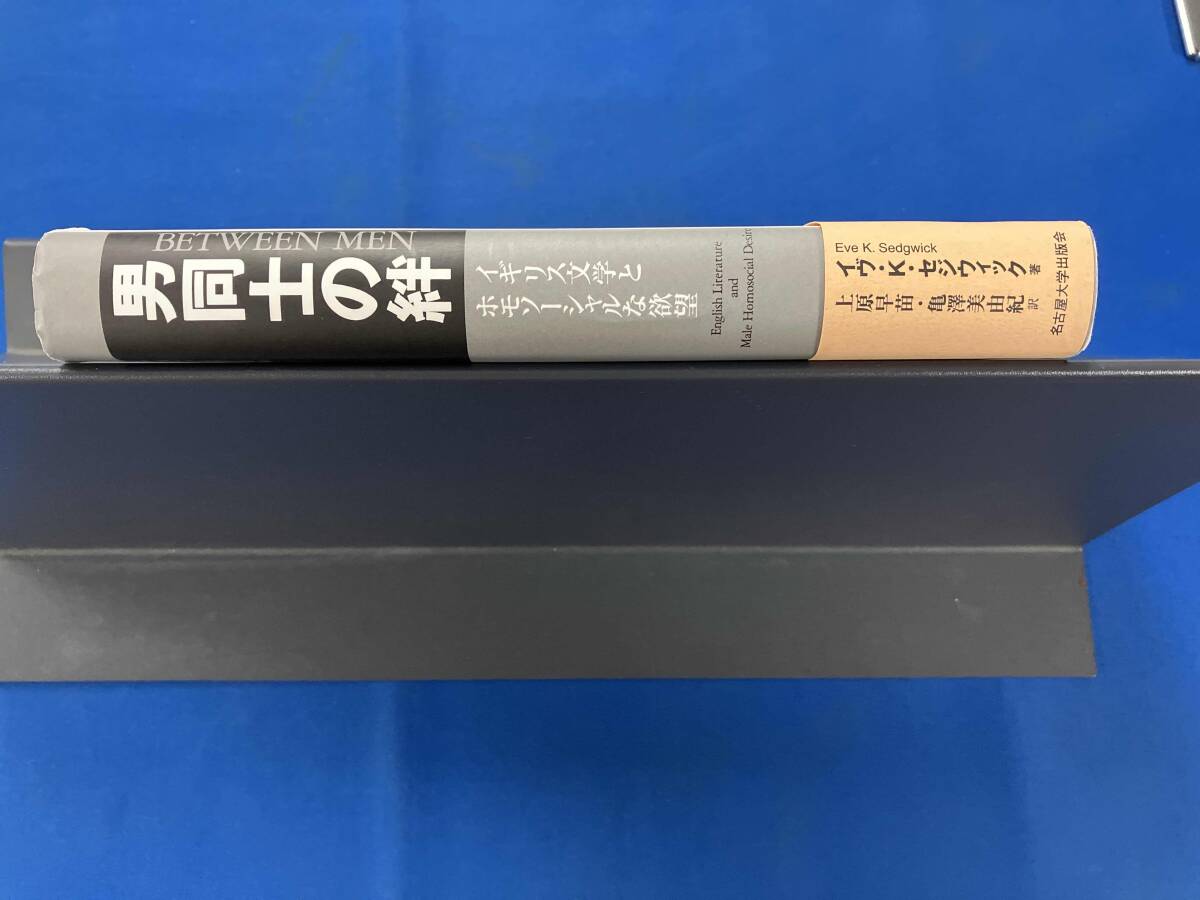 BETWEEN MEN
男同士の絆
イギリス文学と
ホモソーシャルな欲望
English Literature
and
Male Homosocial Desire
Eve K. Sedgwick
イヴ・K・セジウィック 著
上原早苗・亀澤美由紀 訳
名古屋大学出版会